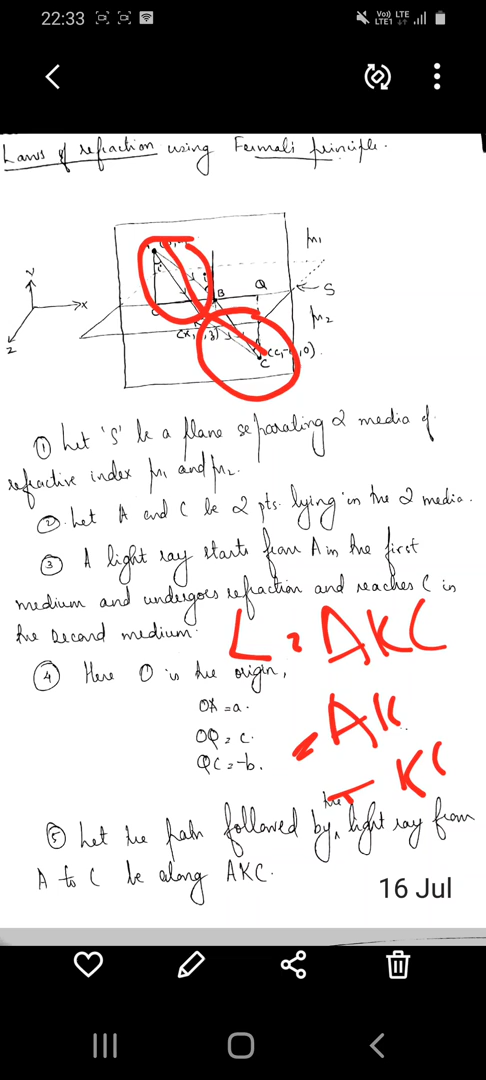 22:33
Vo)) LTE
LTE1
Laws of refraction using Fermat's principle.
μ1
Y
X
Z
i
i
B
Q
S
μ2
C
① Let 'S' be a plane separating 2 media of
refractive index μ1 and μ2.
②. Let A and C be 2 pts. lying in the 2 media.
③ A light ray starts from A in the first
medium and undergoes refraction and reaches C in
the second medium.
L = AKC
④ Here O is the origin,
OA = a.
= AK
OQ = c.
QC = -b.
+ KC
⑤ Let the path followed by the light ray from
A to C be along AKC.
16 Jul